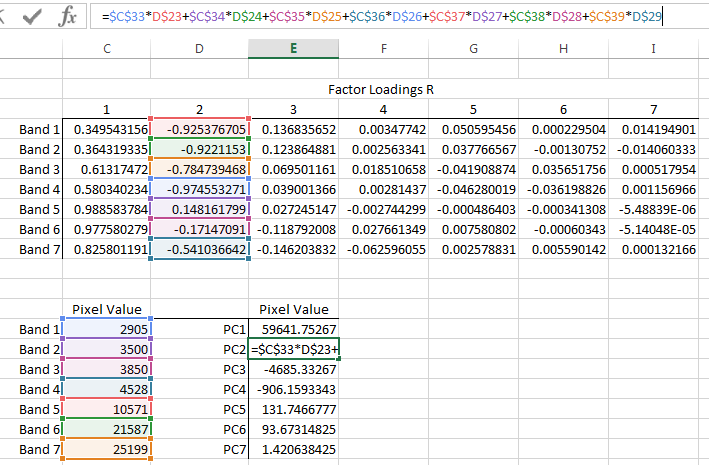 fx =$C$33*D$23+$C$34*D$24+$C$35*D$25+$C$36*D$26+$C$37*D$27+$C$38*D$28+$C$39*D$29
C D E F G H I
Factor Loadings R
1 2 3 4 5 6 7
Band 1 0.349543156 -0.925376705 0.136835652 0.00347742 0.050595456 0.000229504 0.014194901
Band 2 0.364319335 -0.9221153 0.123864881 0.002563341 0.037766567 -0.00130752 -0.014060333
Band 3 0.61317472 -0.784739468 0.069501161 0.018510658 -0.041908874 0.035651756 0.000517954
Band 4 0.580340234 -0.974553271 0.039001366 0.00281437 -0.046280019 -0.036198826 0.001156966
Band 5 0.988583784 0.148161799 0.027245147 -0.002744299 -0.000486403 -0.000341308 -5.48839E-06
Band 6 0.977580279 -0.17147091 -0.118792008 0.027661349 0.007580802 -0.00060343 -5.14048E-05
Band 7 0.825801191 -0.541036642 -0.146203832 -0.062596055 0.002578831 0.005590142 0.000132166
Pixel Value Pixel Value
Band 1 2905 PC1 59641.75267
Band 2 3500 PC2 =$C$33*D$23+
Band 3 3850 PC3 -4685.33267
Band 4 4528 PC4 -906.1593343
Band 5 10571 PC5 131.7466777
Band 6 21587 PC6 93.67314825
Band 7 25199 PC7 1.420638425